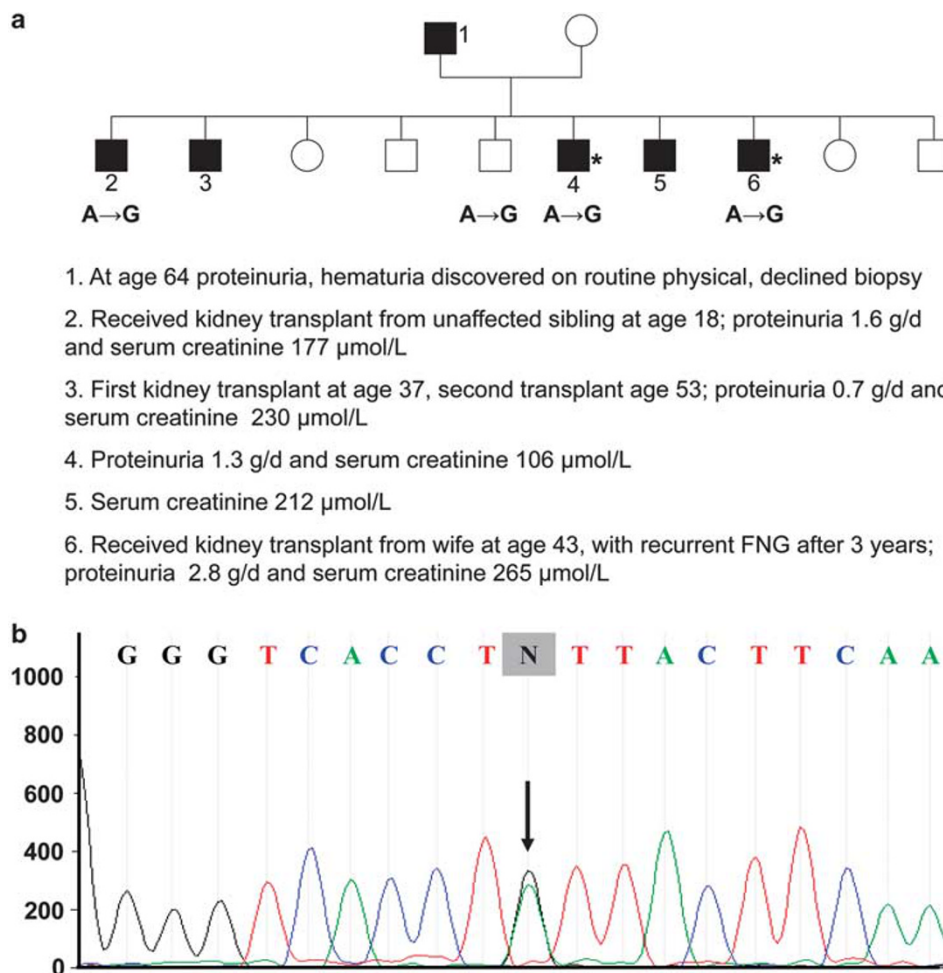 a
1
2 3 4 * 5 6 *
A→G A→G A→G A→G
1. At age 64 proteinuria, hematuria discovered on routine physical, declined biopsy
2. Received kidney transplant from unaffected sibling at age 18; proteinuria 1.6 g/d
and serum creatinine 177 μmol/L
3. First kidney transplant at age 37, second transplant age 53; proteinuria 0.7 g/d and
serum creatinine 230 μmol/L
4. Proteinuria 1.3 g/d and serum creatinine 106 μmol/L
5. Serum creatinine 212 μmol/L
6. Received kidney transplant from wife at age 43, with recurrent FNG after 3 years;
proteinuria 2.8 g/d and serum creatinine 265 μmol/L
b
G G G T C A C C T N T T A C T T C A A
1000
800
600
400
200
0